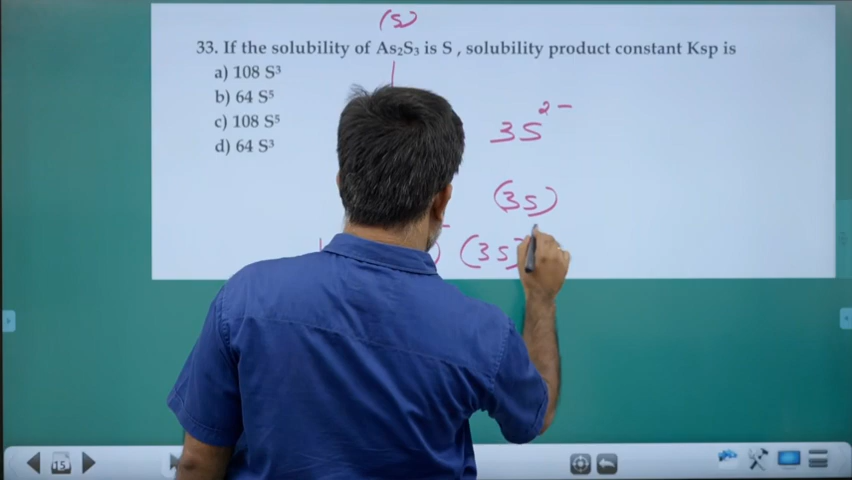 (S)
33. If the solubility of As₂S₃ is S , solubility product constant Ksp is
a) 108 S³
b) 64 S⁵
c) 108 S⁵
d) 64 S³
3S²⁻
(3S)
(3S)
15